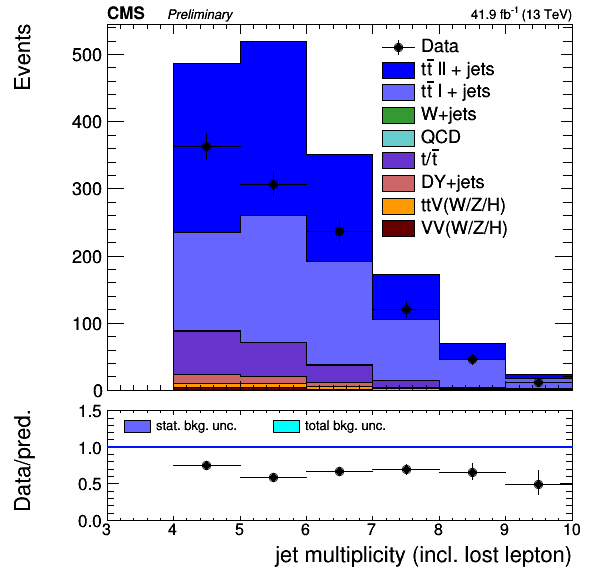 CMS Preliminary 41.9 fb⁻¹ (13 TeV)
Events
500
400
300
200
100
0
Data
tt̄ ll + jets
tt̄ l + jets
W+jets
QCD
t/t̄
DY+jets
ttV(W/Z/H)
VV(W/Z/H)
Data/pred.
1.5
1.0
0.5
0.0
stat. bkg. unc.
total bkg. unc.
3 4 5 6 7 8 9 10
jet multiplicity (incl. lost lepton)